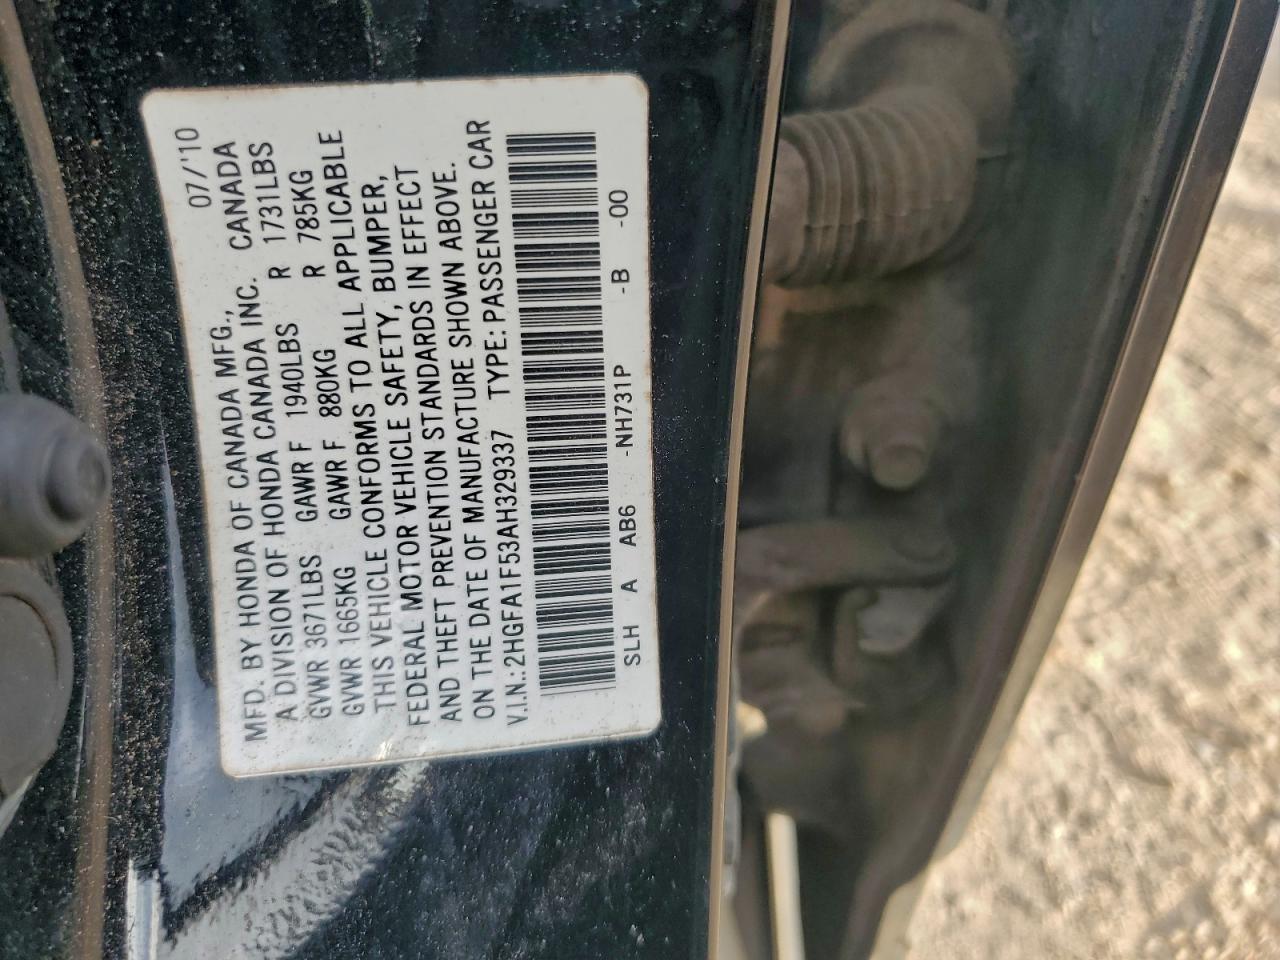 07/'10
MFD. BY HONDA OF CANADA MFG., CANADA
A DIVISION OF HONDA CANADA INC.
GVWR 3671LBS GAWR F 1940LBS R 1731LBS
GVWR 1665KG GAWR F 880KG R 785KG
THIS VEHICLE CONFORMS TO ALL APPLICABLE
FEDERAL MOTOR VEHICLE SAFETY, BUMPER,
AND THEFT PREVENTION STANDARDS IN EFFECT
ON THE DATE OF MANUFACTURE SHOWN ABOVE.
V.I.N.: 2HGFA1F53AH329337 TYPE: PASSENGER CAR
SLH A AB6 -NH731P -B -00